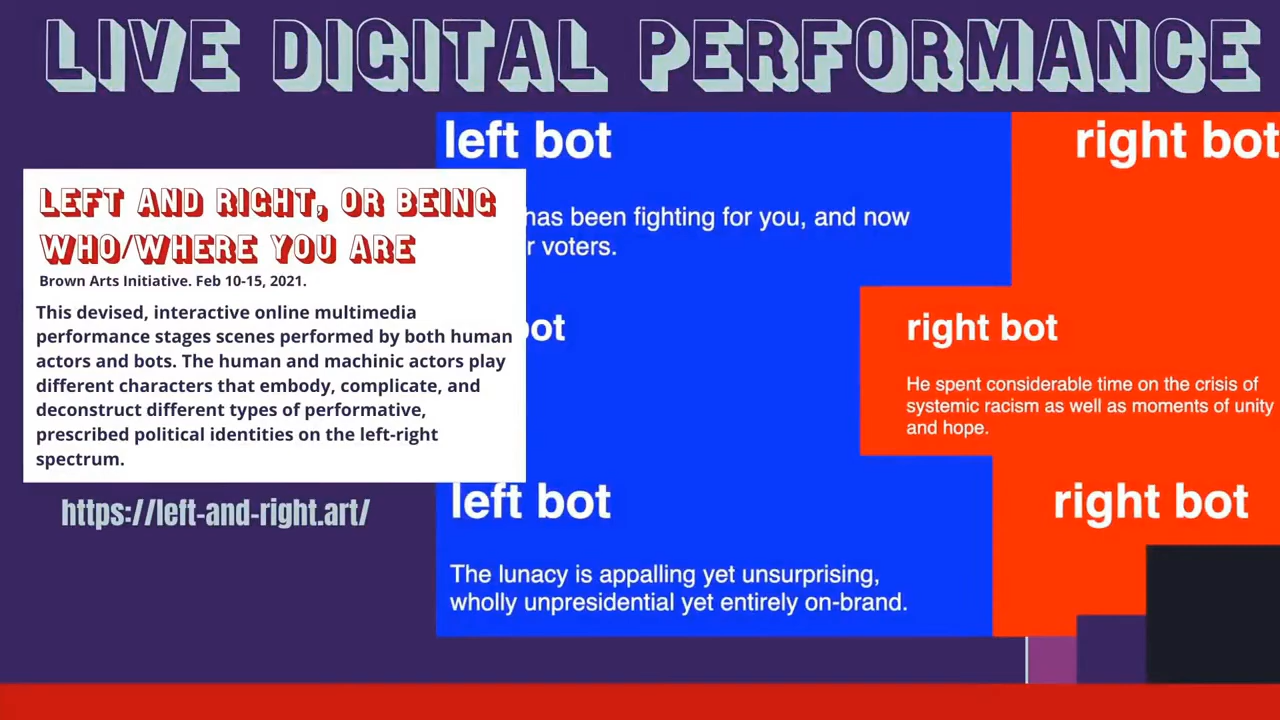 LIVE DIGITAL PERFORMANCE
LEFT AND RIGHT, OR BEING
WHO/WHERE YOU ARE
Brown Arts Initiative. Feb 10-15, 2021.
This devised, interactive online multimedia
performance stages scenes performed by both human
actors and bots. The human and machinic actors play
different characters that embody, complicate, and
deconstruct different types of performative,
prescribed political identities on the left-right
spectrum.
https://left-and-right.art/
left bot
has been fighting for you, and now
voters.
left bot
The lunacy is appalling yet unsurprising,
wholly unpresidential yet entirely on-brand.
right bot
right bot
He spent considerable time on the crisis of
systemic racism as well as moments of unity
and hope.
right bot